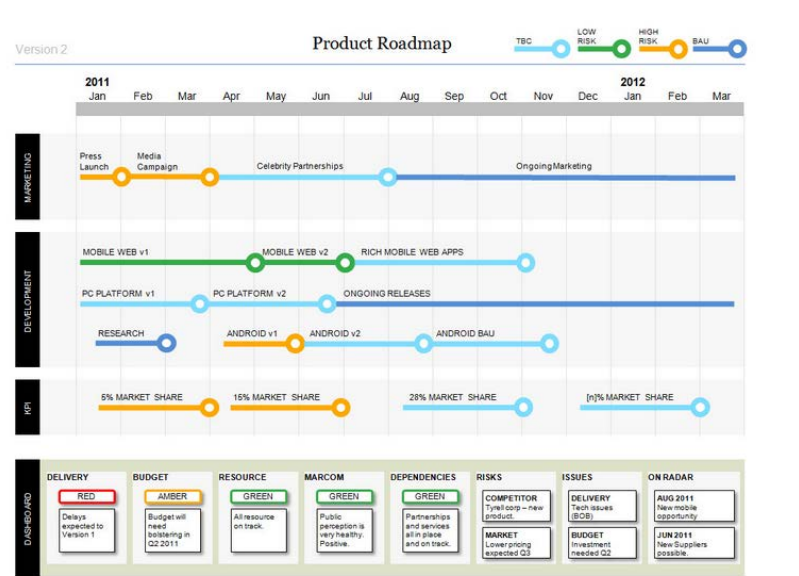 Version 2
Product Roadmap
TBC
LOW
RISK
HIGH
RISK
BAU
2011
2012
Jan Feb Mar Apr May Jun Jul Aug Sep Oct Nov Dec Jan Feb Mar
MARKETING
Press
Launch
Media
Campaign
Celebrity Partnerships
Ongoing Marketing
DEVELOPMENT
MOBILE WEB v1
MOBILE WEB v2
RICH MOBILE WEB APPS
PC PLATFORM v1
PC PLATFORM v2
ONGOING RELEASES
RESEARCH
ANDROID v1
ANDROID v2
ANDROID BAU
KPI
5% MARKET SHARE
15% MARKET SHARE
28% MARKET SHARE
[n]% MARKET SHARE
DASHBOARD
DELIVERY
RED
Delays
expected to
Version 1
BUDGET
AMBER
Budget will
need
bolstering in
Q2 2011
RESOURCE
GREEN
All resource
on track.
MARCOM
GREEN
Public
perception is
very healthy.
Positive.
DEPENDENCIES
GREEN
Partnerships
and services
all in place
and on track.
RISKS
COMPETITOR
Tyrell corp – new
product.
MARKET
Lower pricing
expected Q3
ISSUES
DELIVERY
Tech issues
(BOB)
BUDGET
Investment
needed Q2
ON RADAR
AUG 2011
New mobile
opportunity
JUN 2011
New Suppliers
possible.